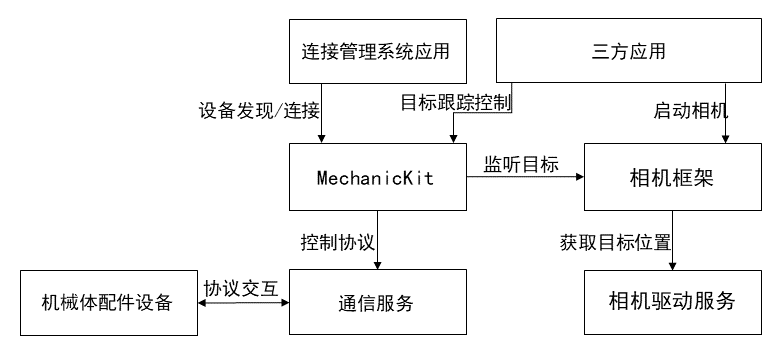 连接管理系统应用
三方应用
设备发现/连接
目标跟踪控制
启动相机
MechanicKit
监听目标
相机框架
控制协议
获取目标位置
机械体配件设备
协议交互
通信服务
相机驱动服务